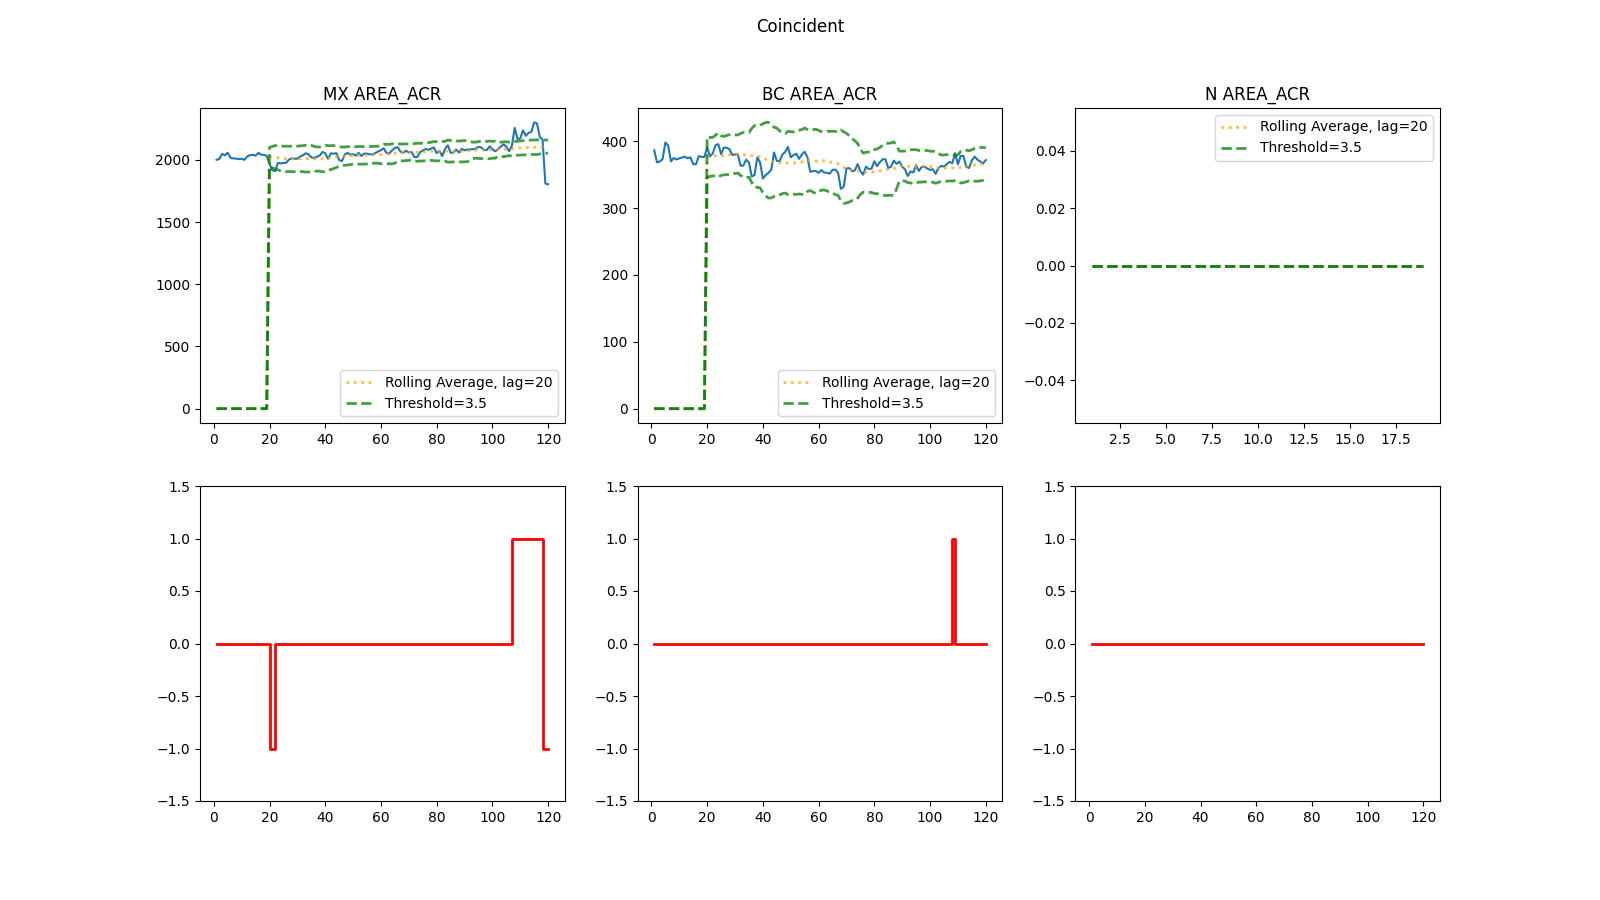 Coincident
MX AREA_ACR
BC AREA_ACR
N AREA_ACR
2000
1500
1000
500
0
Rolling Average, lag=20
Threshold=3.5
0 20 40 60 80 100 120
400
300
200
100
0
Rolling Average, lag=20
Threshold=3.5
0 20 40 60 80 100 120
0.04
0.02
0.00
−0.02
−0.04
Rolling Average, lag=20
Threshold=3.5
2.5 5.0 7.5 10.0 12.5 15.0 17.5
1.5
1.0
0.5
0.0
−0.5
−1.0
−1.5
0 20 40 60 80 100 120
1.5
1.0
0.5
0.0
−0.5
−1.0
−1.5
0 20 40 60 80 100 120
1.5
1.0
0.5
0.0
−0.5
−1.0
−1.5
0 20 40 60 80 100 120